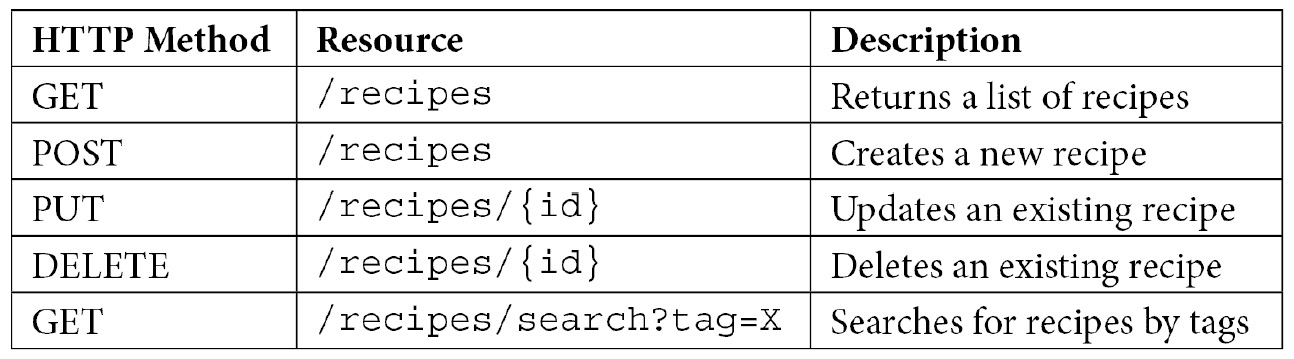 HTTP Method Resource Description
GET /recipes Returns a list of recipes
POST /recipes Creates a new recipe
PUT /recipes/{id} Updates an existing recipe
DELETE /recipes/{id} Deletes an existing recipe
GET /recipes/search?tag=X Searches for recipes by tags